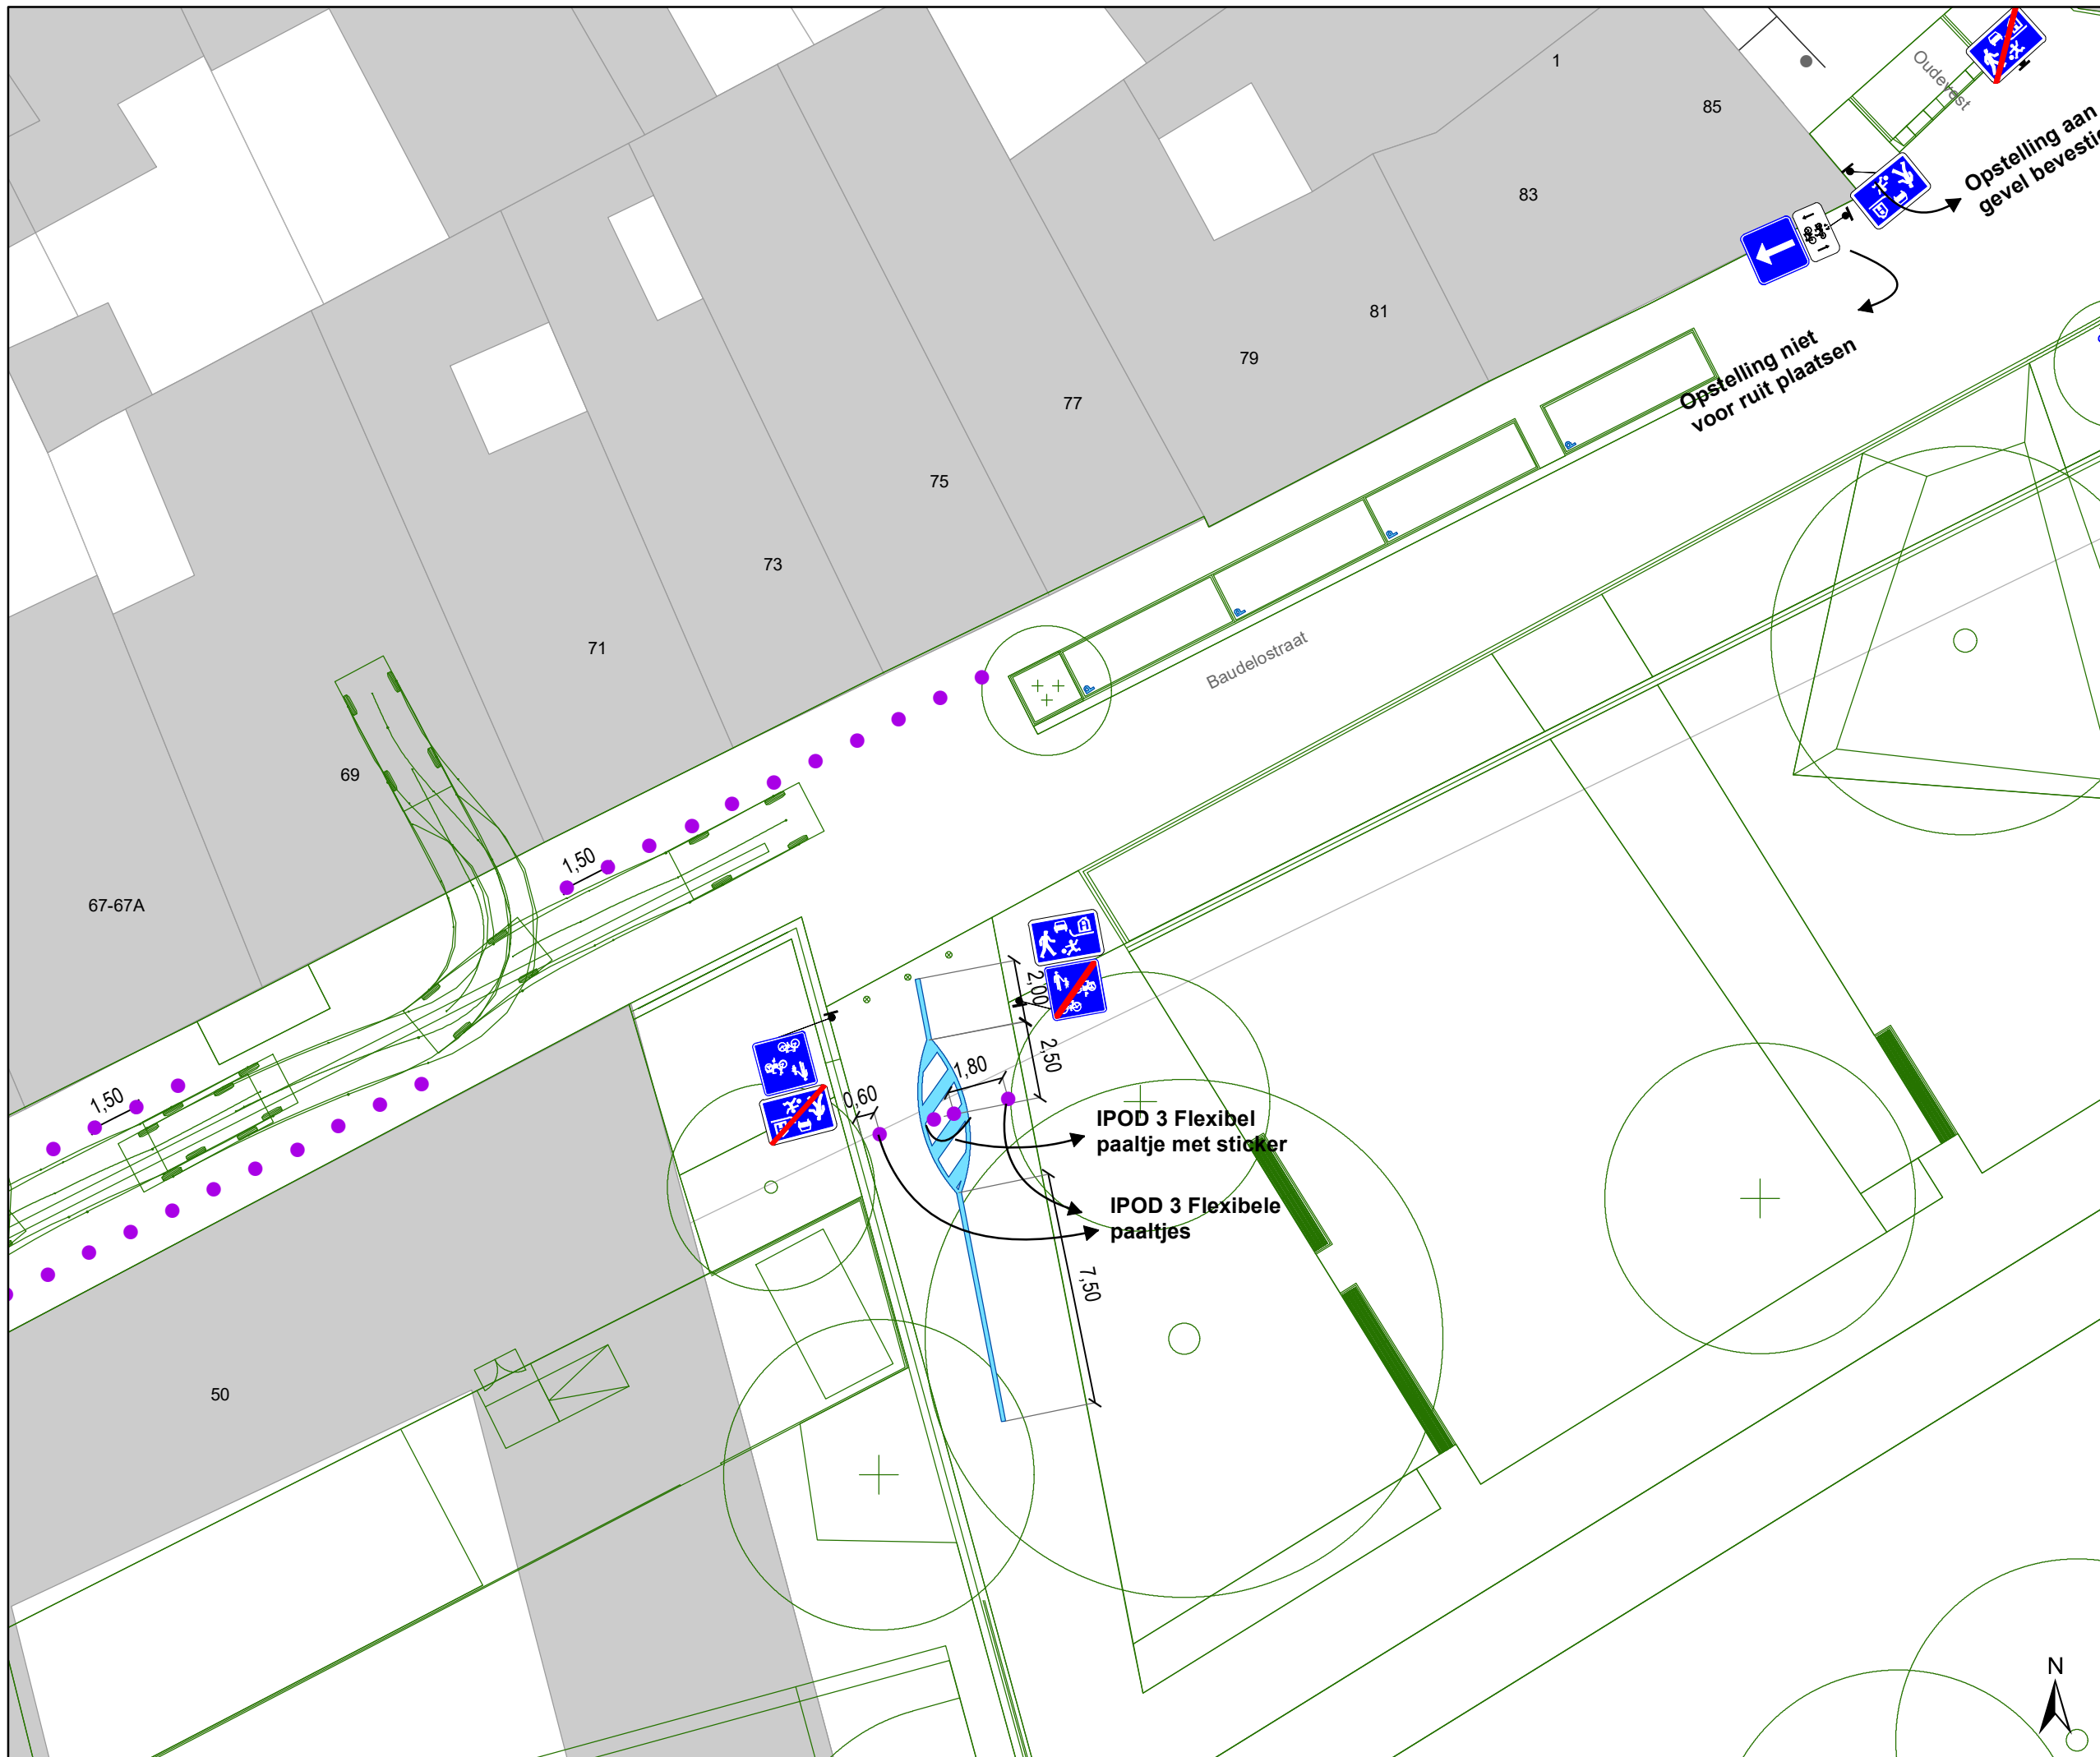 1
85
Oudevest
Opstelling aan
83
Opstelling niet
voor ruit plaatsen
81
79
77
75
73
71
69
67-67A
P
P
P
P
Baudelostraat
1,50
1,50
2,00
2,50
1,80
0,60
7,50
IPOD 3 Flexibel
paaltje met sticker
IPOD 3 Flexibele
paaltjes
50
N